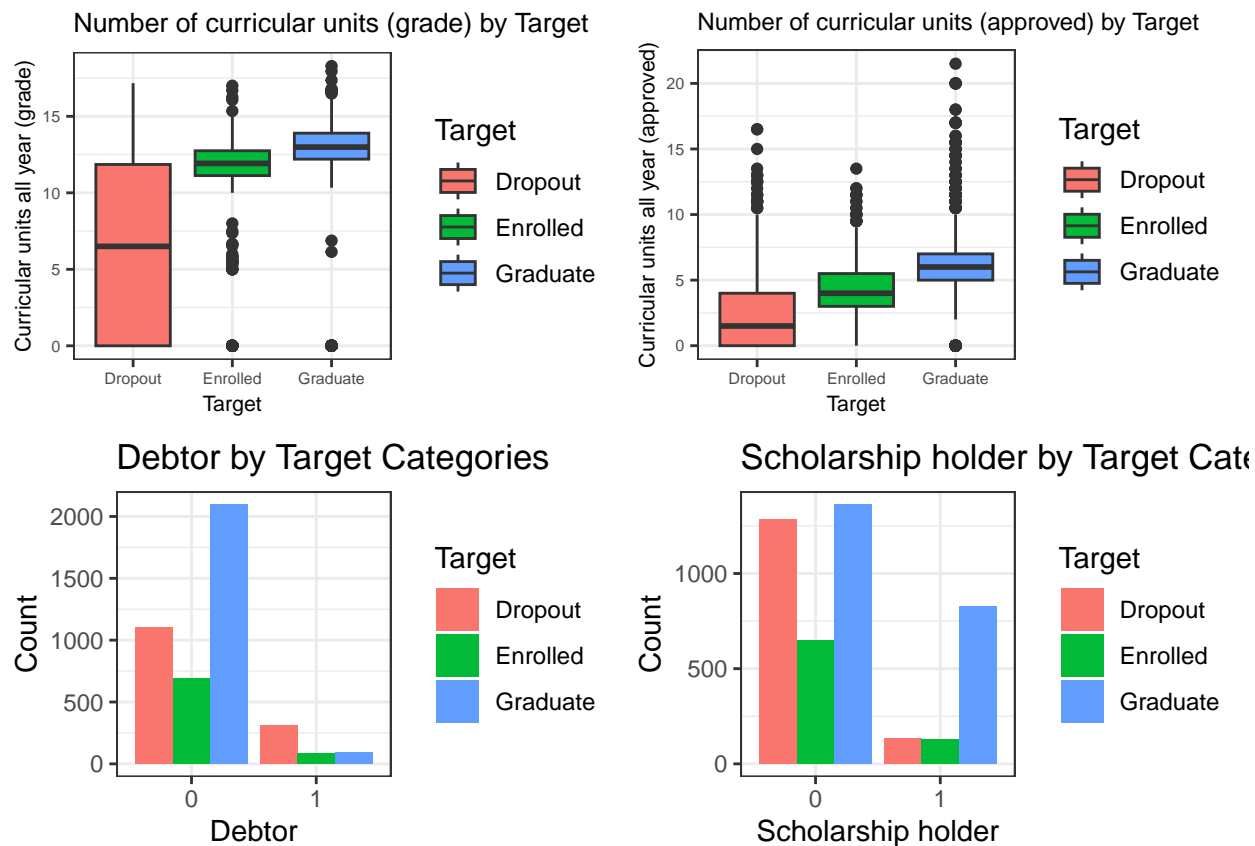 Number of curricular units (grade) by Target
Curricular units all year (grade)
15
10
5
0
Dropout
Enrolled
Graduate
Target
Target
Dropout
Enrolled
Graduate
Number of curricular units (approved) by Target
Curricular units all year (approved)
20
15
10
5
0
Dropout
Enrolled
Graduate
Target
Target
Dropout
Enrolled
Graduate
Debtor by Target Categories
Count
2000
1500
1000
500
0
0
1
Debtor
Target
Dropout
Enrolled
Graduate
Scholarship holder by Target Cate
Count
1000
500
0
0
1
Scholarship holder
Target
Dropout
Enrolled
Graduate